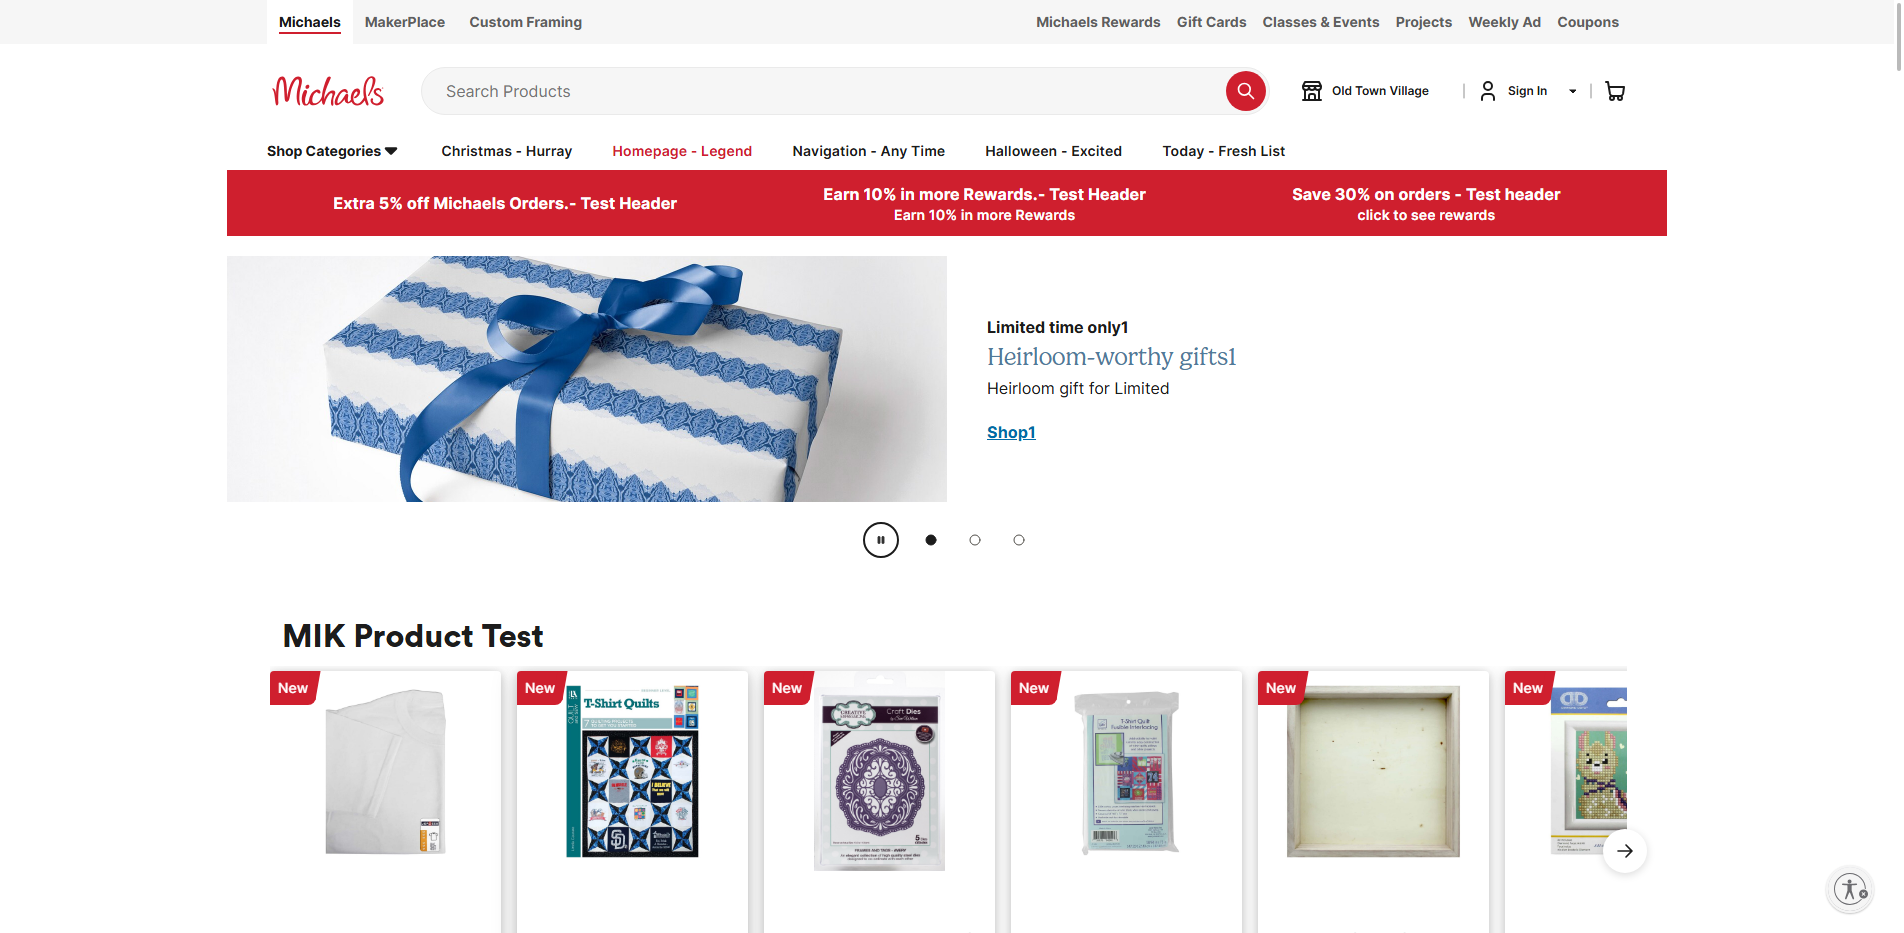 Michaels
MakerPlace
Custom Framing
Michaels Rewards
Gift Cards
Classes & Events
Projects
Weekly Ad
Coupons
Michaels
Search Products
Old Town Village
Sign In
Shop Categories
Christmas - Hurray
Homepage - Legend
Navigation - Any Time
Halloween - Excited
Today - Fresh List
Extra 5% off Michaels Orders.- Test Header
Earn 10% in more Rewards.- Test Header
Earn 10% in more Rewards
Save 30% on orders - Test header
click to see rewards
Limited time only1
Heirloom-worthy gifts1
Heirloom gift for Limited
Shop1
MIK Product Test
New
New
T-Shirt Quilts
New
Craft Dies
New
T-Shirt Quilt
Fusible Interfacing
New
New